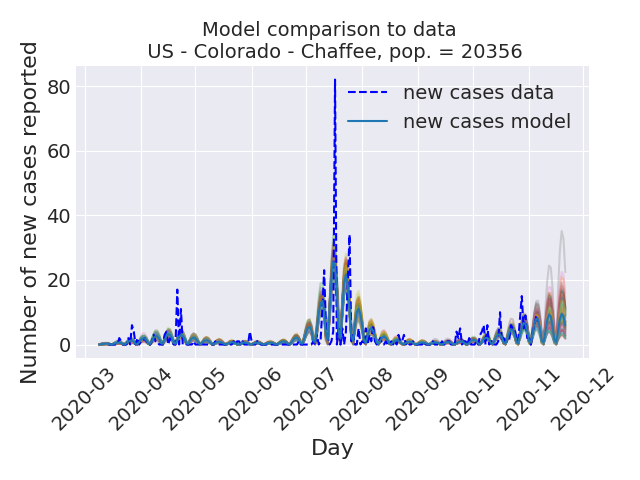 Model comparison to data
US - Colorado - Chaffee, pop. = 20356
Number of new cases reported
80
60
40
20
0
new cases data
new cases model
2020-03
2020-04
2020-05
2020-06
2020-07
2020-08
2020-09
2020-10
2020-11
2020-12
Day